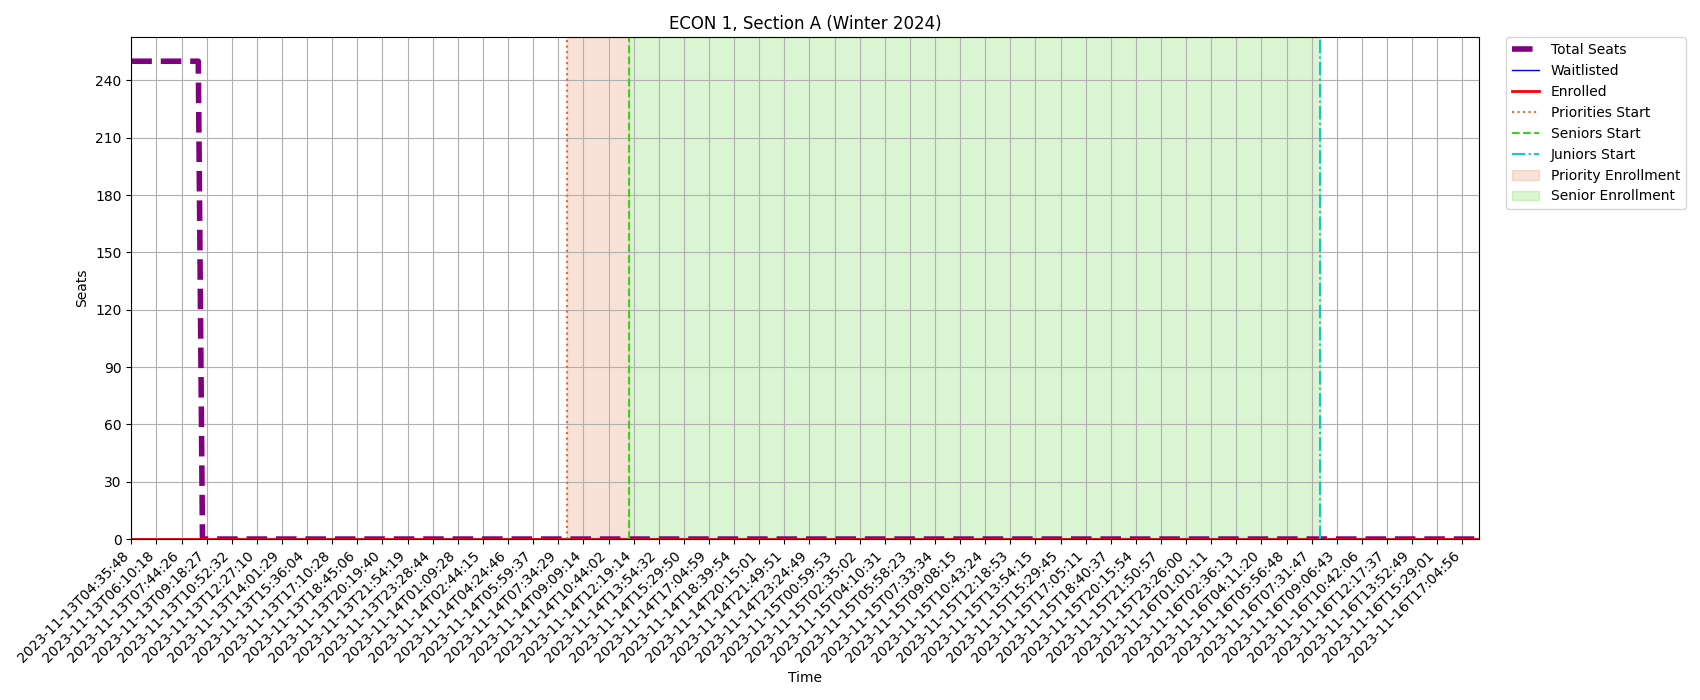 ECON 1, Section A (Winter 2024)
Total Seats
Waitlisted
Enrolled
Priorities Start
Seniors Start
Juniors Start
Priority Enrollment
Senior Enrollment
Seats
240
210
180
150
120
90
60
30
0
2023-11-13T04:35:48
2023-11-13T06:10:18
2023-11-13T07:44:26
2023-11-13T09:18:27
2023-11-13T10:52:32
2023-11-13T12:27:10
2023-11-13T14:01:29
2023-11-13T15:36:04
2023-11-13T17:10:28
2023-11-13T18:45:06
2023-11-13T20:19:40
2023-11-13T21:54:19
2023-11-13T23:28:44
2023-11-14T01:09:28
2023-11-14T02:44:15
2023-11-14T04:24:46
2023-11-14T05:59:37
2023-11-14T07:34:29
2023-11-14T09:09:14
2023-11-14T10:44:02
2023-11-14T12:19:14
2023-11-14T13:54:32
2023-11-14T15:29:50
2023-11-14T17:04:59
2023-11-14T18:39:54
2023-11-14T20:15:01
2023-11-14T21:49:51
2023-11-14T23:24:49
2023-11-15T00:59:53
2023-11-15T02:35:02
2023-11-15T04:10:31
2023-11-15T05:58:23
2023-11-15T07:33:34
2023-11-15T09:08:15
2023-11-15T10:43:24
2023-11-15T12:18:53
2023-11-15T13:54:15
2023-11-15T15:29:45
2023-11-15T17:05:11
2023-11-15T18:40:37
2023-11-15T20:15:54
2023-11-15T21:50:57
2023-11-15T23:26:00
2023-11-16T01:01:11
2023-11-16T02:36:13
2023-11-16T04:11:20
2023-11-16T05:56:48
2023-11-16T07:31:47
2023-11-16T09:06:43
2023-11-16T10:42:06
2023-11-16T12:17:37
2023-11-16T13:52:49
2023-11-16T15:29:01
2023-11-16T17:04:56
Time